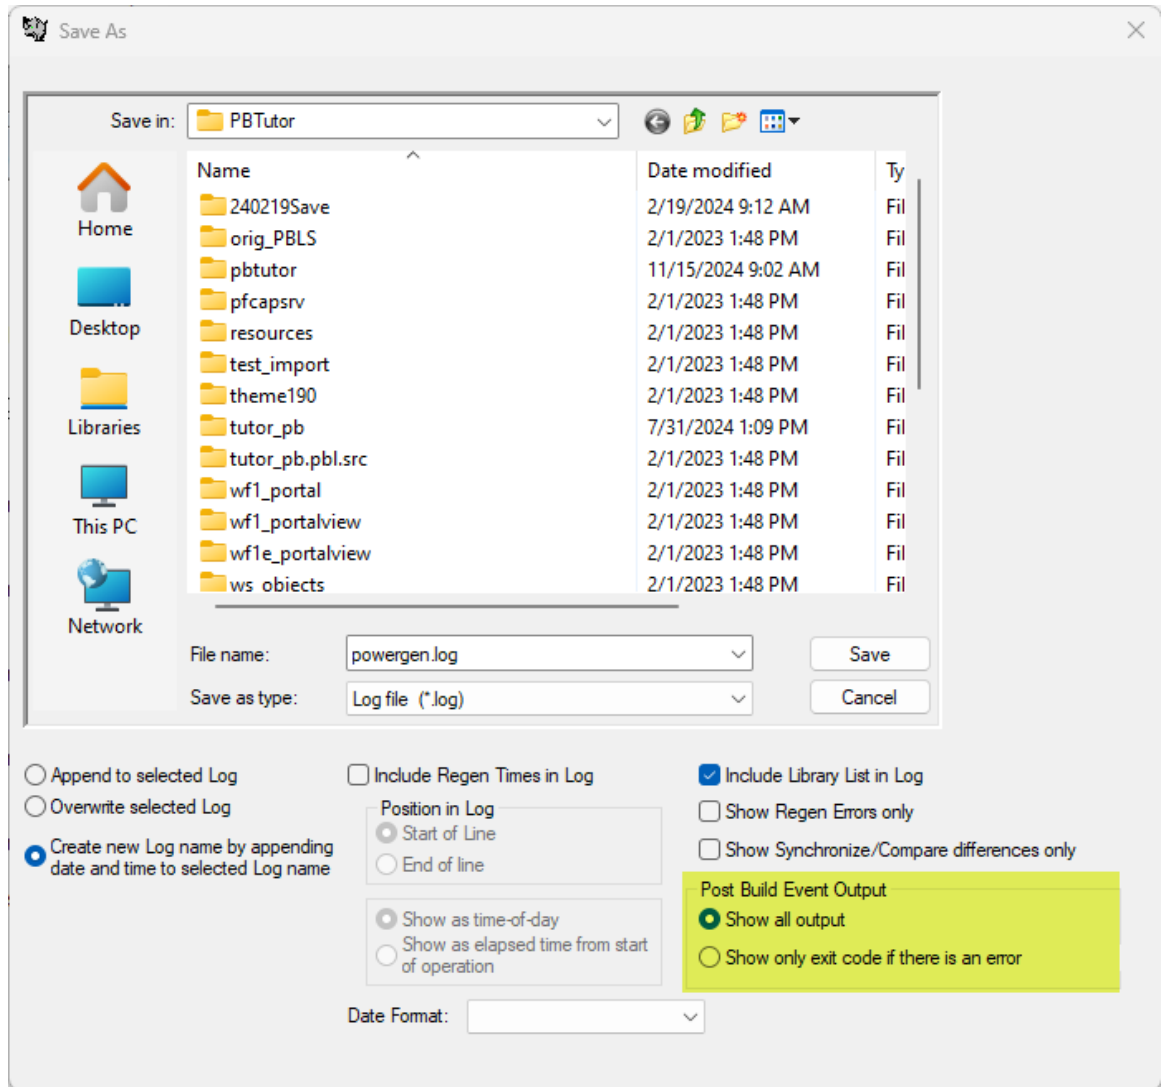 Save As
Save in: PBTutor
Name Date modified Ty
240219Save 2/19/2024 9:12 AM Fil
orig_PBLS 2/1/2023 1:48 PM Fil
pbtutor 11/15/2024 9:02 AM Fil
pfcapsrv 2/1/2023 1:48 PM Fil
resources 2/1/2023 1:48 PM Fil
test_import 2/1/2023 1:48 PM Fil
theme190 2/1/2023 1:48 PM Fil
tutor_pb 7/31/2024 1:09 PM Fil
tutor_pb.pbl.src 2/1/2023 1:48 PM Fil
wf1_portal 2/1/2023 1:48 PM Fil
wf1_portalview 2/1/2023 1:48 PM Fil
wf1e_portalview 2/1/2023 1:48 PM Fil
ws_objects 2/1/2023 1:48 PM Fil
Home
Desktop
Libraries
This PC
Network
File name: powergen.log Save
Save as type: Log file (*.log) Cancel
Append to selected Log
Overwrite selected Log
Create new Log name by appending
date and time to selected Log name
Include Regen Times in Log
Position in Log
Start of Line
End of line
Show as time-of-day
Show as elapsed time from start
of operation
Date Format:
Include Library List in Log
Show Regen Errors only
Show Synchronize/Compare differences only
Post Build Event Output
Show all output
Show only exit code if there is an error